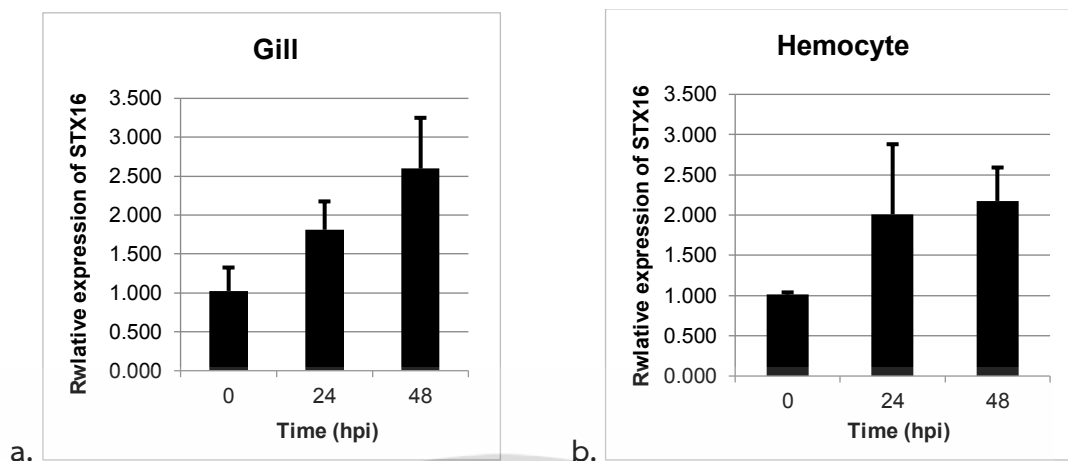 Gill
Rwlative expression of STX16
3.500
3.000
2.500
2.000
1.500
1.000
0.500
0.000
0 24 48
Time (hpi)
a.
Hemocyte
Rwlative expression of STX16
3.500
3.000
2.500
2.000
1.500
1.000
0.500
0.000
0 24 48
Time (hpi)
b.